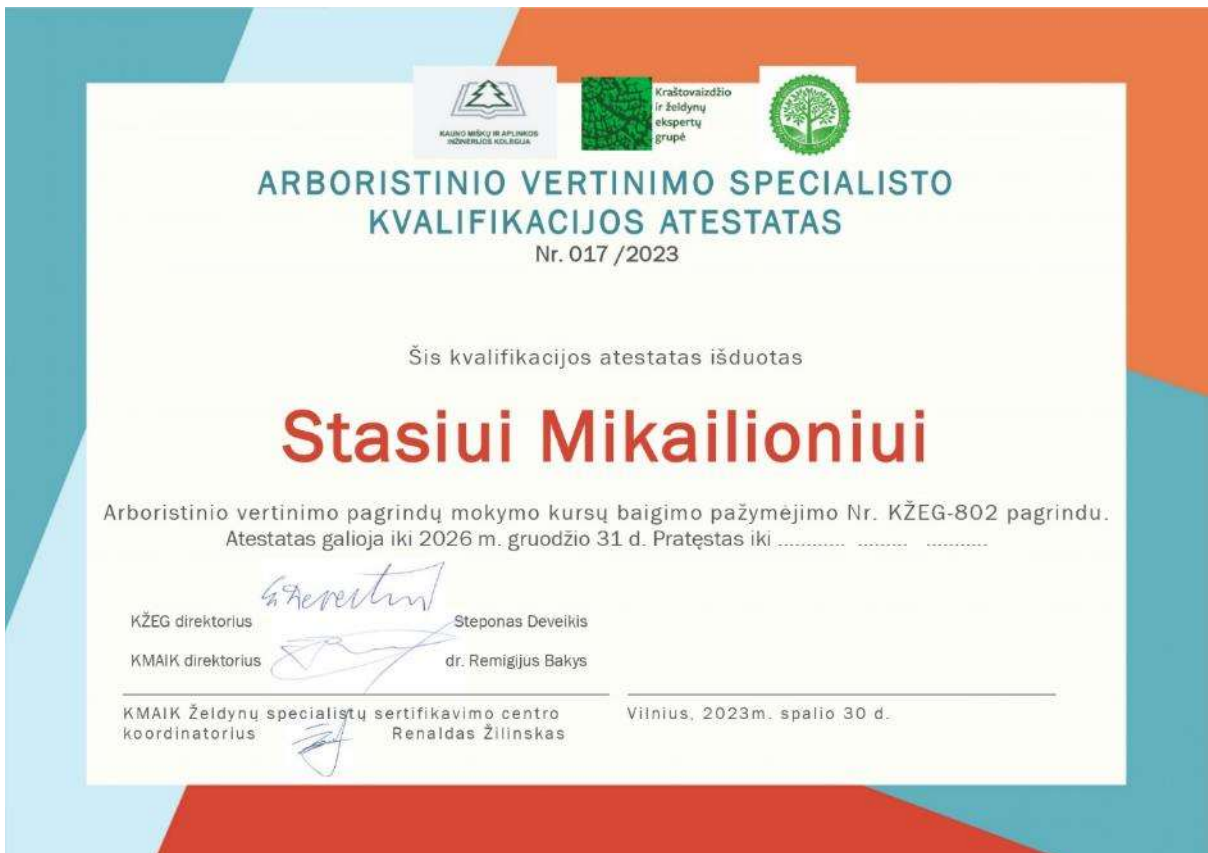 KAUNO MIŠKŲ IR APLINKOS
INŽINERIJOS KOLEGIJA
Kraštovaizdžio
ir želdynų
ekspertų
grupė
ARBORISTINIO VERTINIMO SPECIALISTO
KVALIFIKACIJOS ATESTATAS
Nr. 017 /2023
Šis kvalifikacijos atestatas išduotas
Stasiui Mikailioniui
Arboristinio vertinimo pagrindų mokymo kursų baigimo pažymėjimo Nr. KŽEG-802 pagrindu.
Atestatas galioja iki 2026 m. gruodžio 31 d. Pratęstas iki ............ ......... ...........
KŽEG direktorius Steponas Deveikis
KMAIK direktorius dr. Remigijus Bakys
KMAIK Želdynų specialistų sertifikavimo centro
koordinatorius Renaldas Žilinskas
Vilnius, 2023m. spalio 30 d.